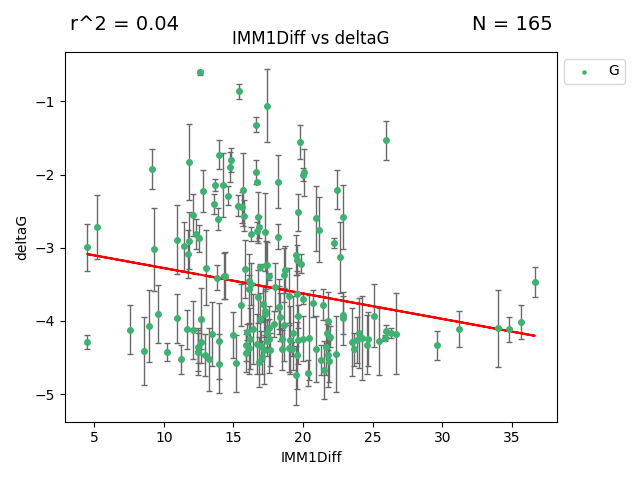 r^2 = 0.04
N = 165
IMM1Diff vs deltaG
G
−1
−2
−3
−4
−5
deltaG
5 10 15 20 25 30 35
IMM1Diff